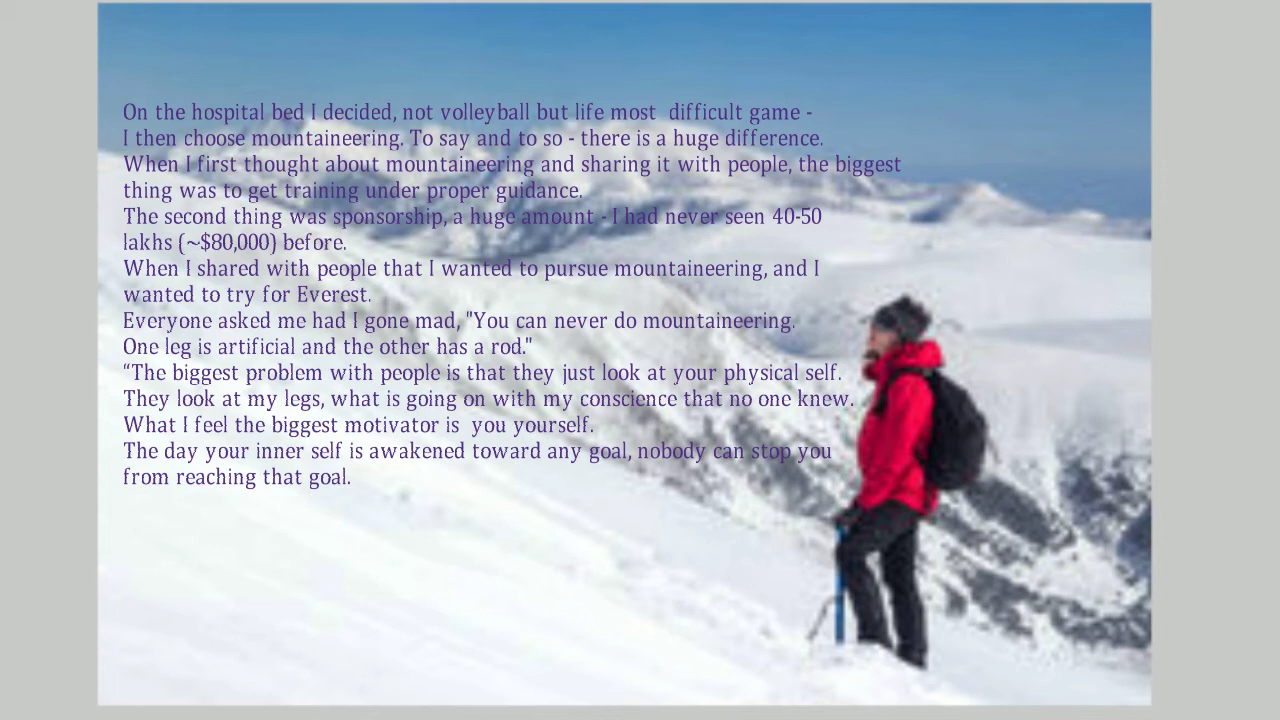 On the hospital bed I decided, not volleyball but life most difficult game -
I then choose mountaineering. To say and to so - there is a huge difference.
When I first thought about mountaineering and sharing it with people, the biggest
thing was to get training under proper guidance.
The second thing was sponsorship, a huge amount - I had never seen 40-50
lakhs (~$80,000) before.
When I shared with people that I wanted to pursue mountaineering, and I
wanted to try for Everest.
Everyone asked me had I gone mad, "You can never do mountaineering.
One leg is artificial and the other has a rod."
“The biggest problem with people is that they just look at your physical self.
They look at my legs, what is going on with my conscience that no one knew.
What I feel the biggest motivator is you yourself.
The day your inner self is awakened toward any goal, nobody can stop you
from reaching that goal.